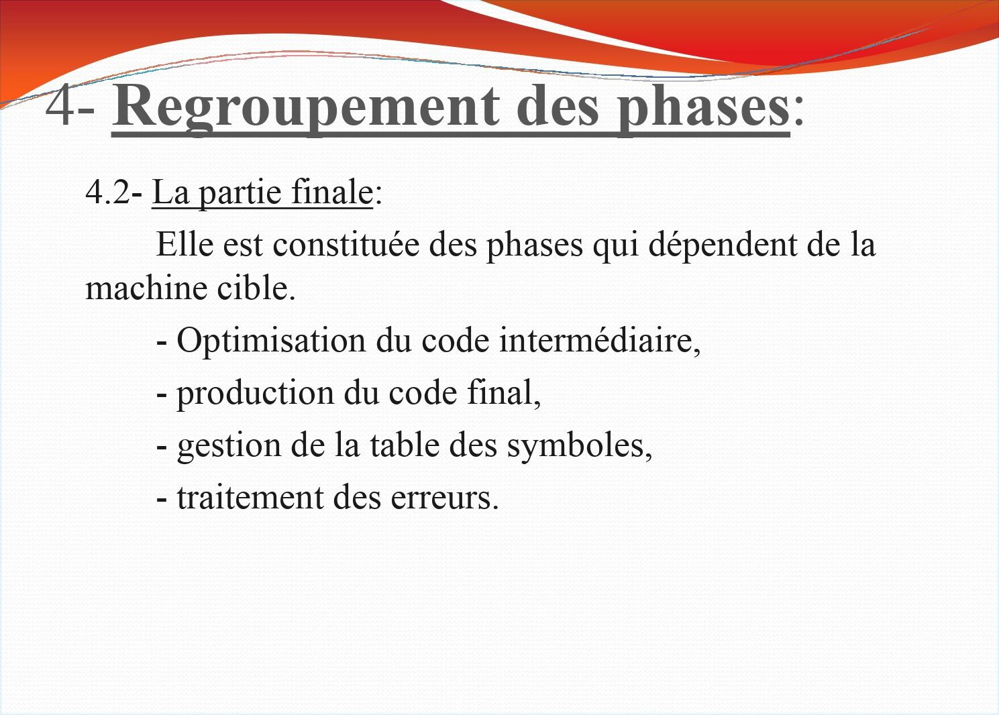 4- Regroupement des phases:
4.2- La partie finale:
Elle est constituée des phases qui dépendent de la
machine cible.
- Optimisation du code intermédiaire,
- production du code final,
- gestion de la table des symboles,
- traitement des erreurs.